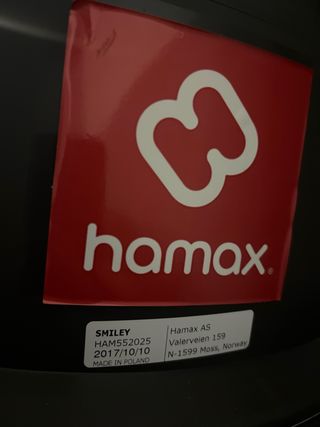 hamax®
SMILEY
HAM552025
2017/10/10
MADE IN POLAND
Hamax AS
Valerveien 159
N-1599 Moss, Norway